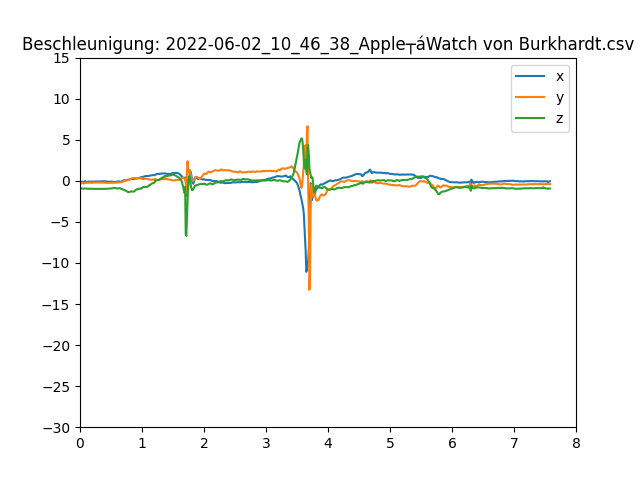 Beschleunigung: 2022-06-02_10_46_38_Apple┬áWatch von Burkhardt.csv
15
10
5
0
−5
−10
−15
−20
−25
−30
0 1 2 3 4 5 6 7 8
x
y
z